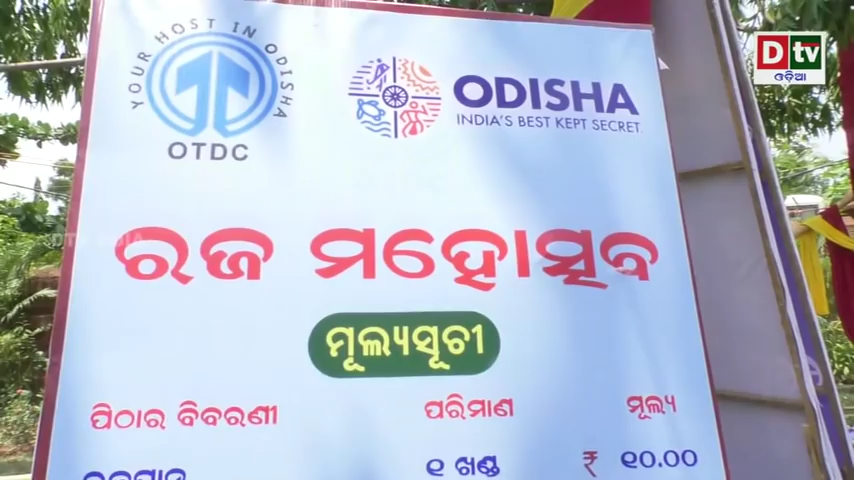 YOUR HOST IN ODISHA
OTDC
ODISHA
INDIA'S BEST KEPT SECRET
Dtv
ଓଡ଼ିଆ
ରଜ ମହୋତ୍ସବ
ମୂଲ୍ୟସୂଚୀ
ପିଠାର ବିବରଣୀ ପରିମାଣ ମୂଲ୍ୟ
୧ ଖଣ୍ଡ ₹ ୧୦.୦୦